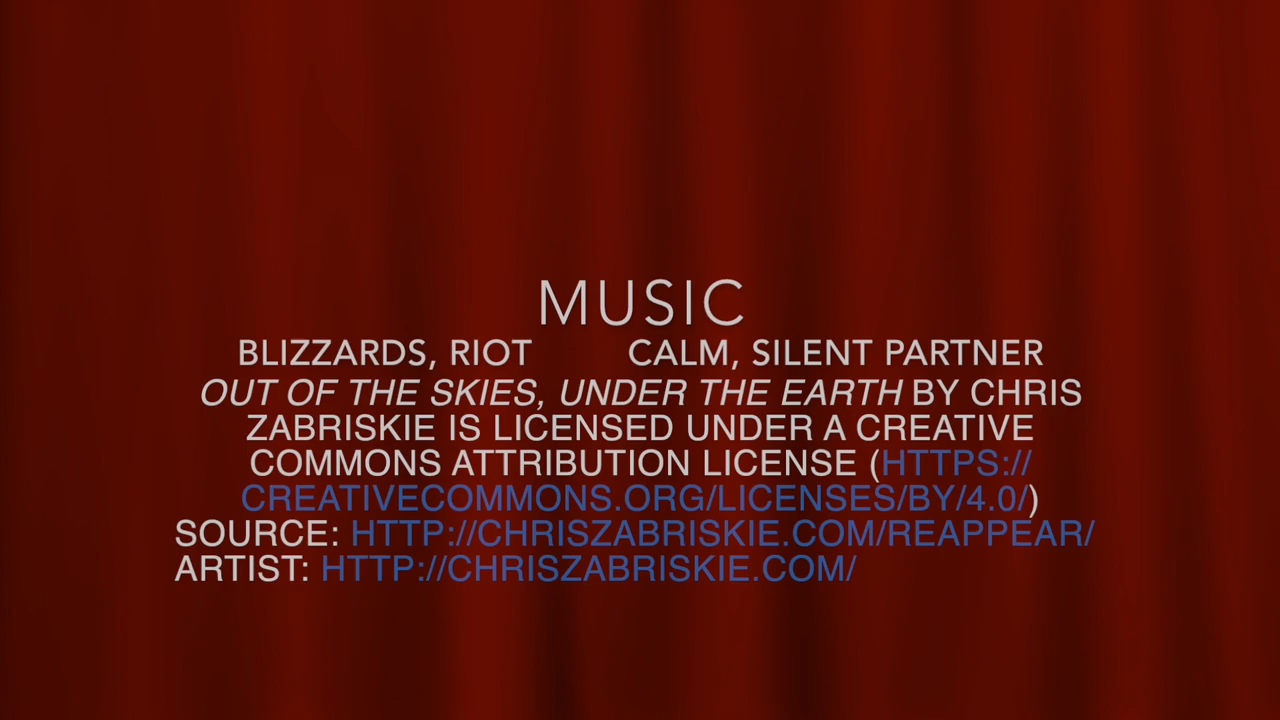 MUSIC
BLIZZARDS, RIOT CALM, SILENT PARTNER
OUT OF THE SKIES, UNDER THE EARTH BY CHRIS
ZABRISKIE IS LICENSED UNDER A CREATIVE
COMMONS ATTRIBUTION LICENSE (HTTPS://
CREATIVECOMMONS.ORG/LICENSES/BY/4.0/)
SOURCE: HTTP://CHRISZABRISKIE.COM/REAPPEAR/
ARTIST: HTTP://CHRISZABRISKIE.COM/